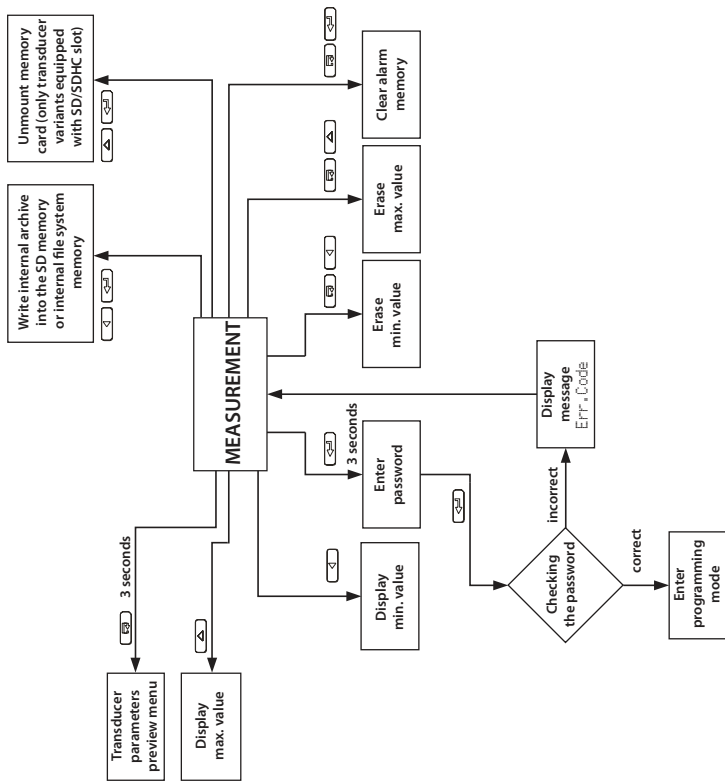 Unmount memory
card (only transducer
variants equipped
with SD/SDHC slot)
Write internal archive
into the SD memory
or internal file system
memory
Clear alarm
memory
Erase
max. value
Erase
min. value
MEASUREMENT
3 seconds
Transducer
parameters
preview menu
Display
max. value
Display
min. value
3 seconds
Enter
password
Checking
the password
incorrect
Display
message
Err.Code
correct
Enter
programming
mode